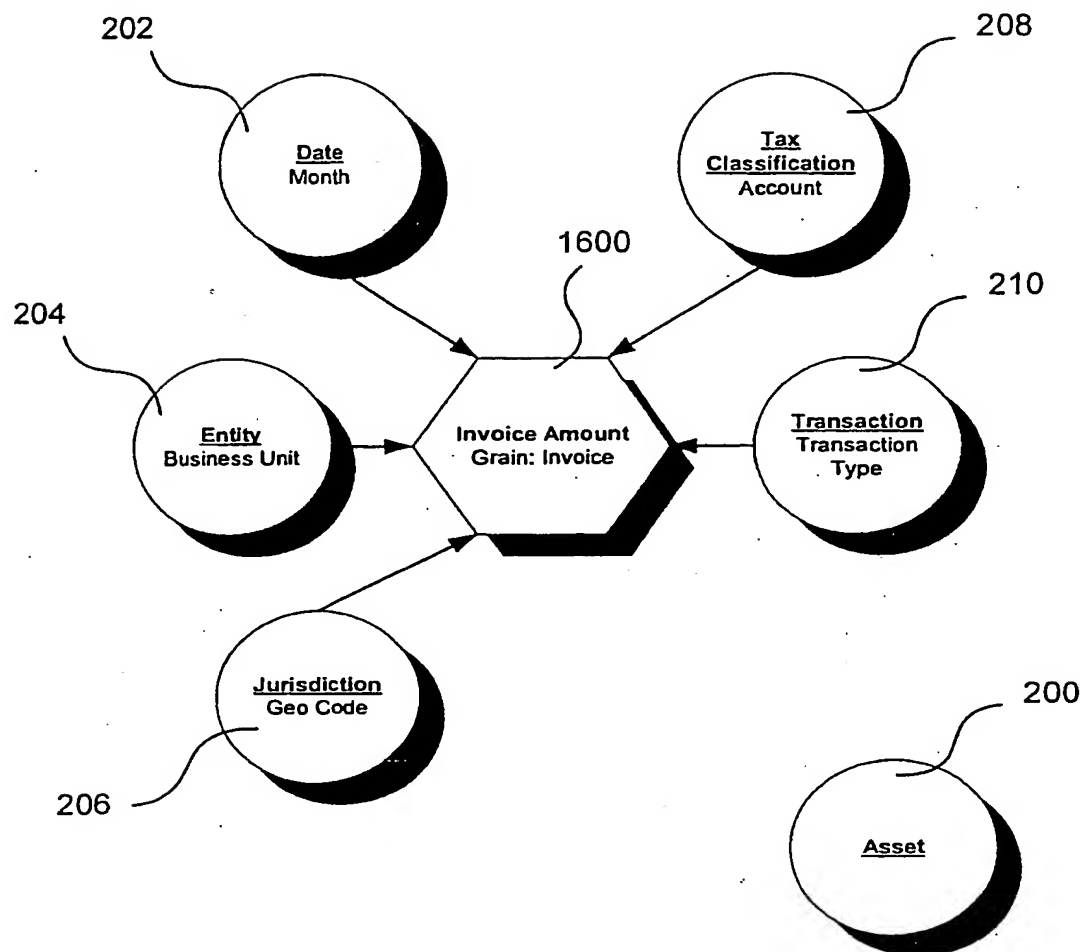 202
208
Date
Month
Tax
Classification
Account
1600
210
204
Entity
Business Unit
Invoice Amount
Grain: Invoice
Transaction
Transaction
Type
Jurisdiction
Geo Code
206
200
Asset